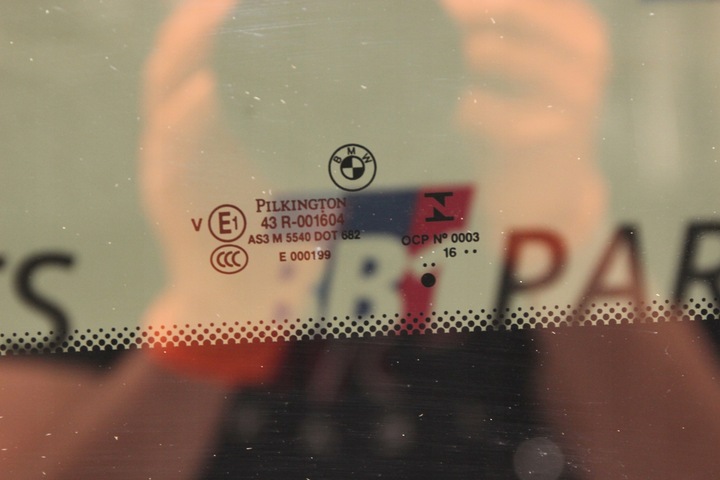 BMW
PILKINGTON
V E1 43 R-001604
AS3 M 5540 DOT 682
CCC E 000199
OCP Nº 0003
•• 16 ••
PAR